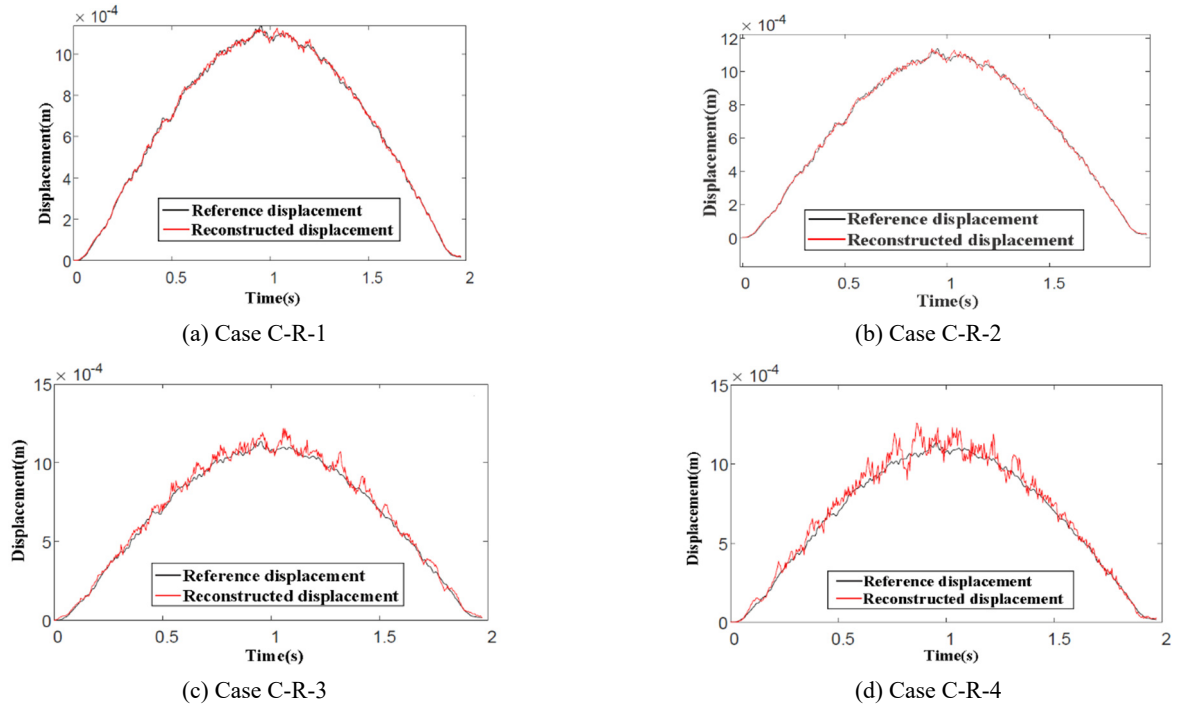 × 10⁻⁴
10
8
6
4
2
0
Displacement(m)
Reference displacement
Reconstructed displacement
0
0.5
1
1.5
2
Time(s)
(a) Case C-R-1
× 10⁻⁴
12
10
8
6
4
2
0
Displacement(m)
Reference displacement
Reconstructed displacement
0
0.5
1
1.5
Time(s)
(b) Case C-R-2
× 10⁻⁴
15
10
5
0
Displacement(m)
Reference displacement
Reconstructed displacement
0
0.5
1
1.5
2
Time(s)
(c) Case C-R-3
× 10⁻⁴
15
10
5
0
Displacement(m)
Reference displacement
Reconstructed displacement
0
0.5
1
1.5
2
Time(s)
(d) Case C-R-4